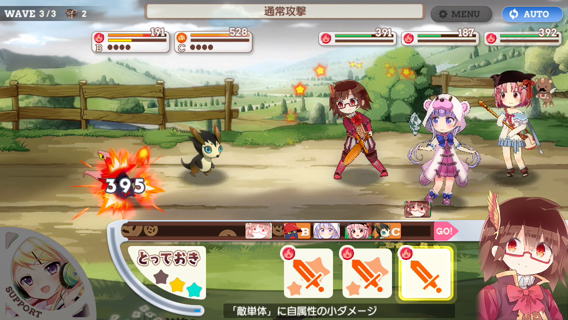 WAVE 3/3 2
通常攻撃
MENU
AUTO
191
528
391
187
392
B
C
395
B
C
GO!
とっておき
SUPPORT
「敵単体」に自属性の小ダメージ